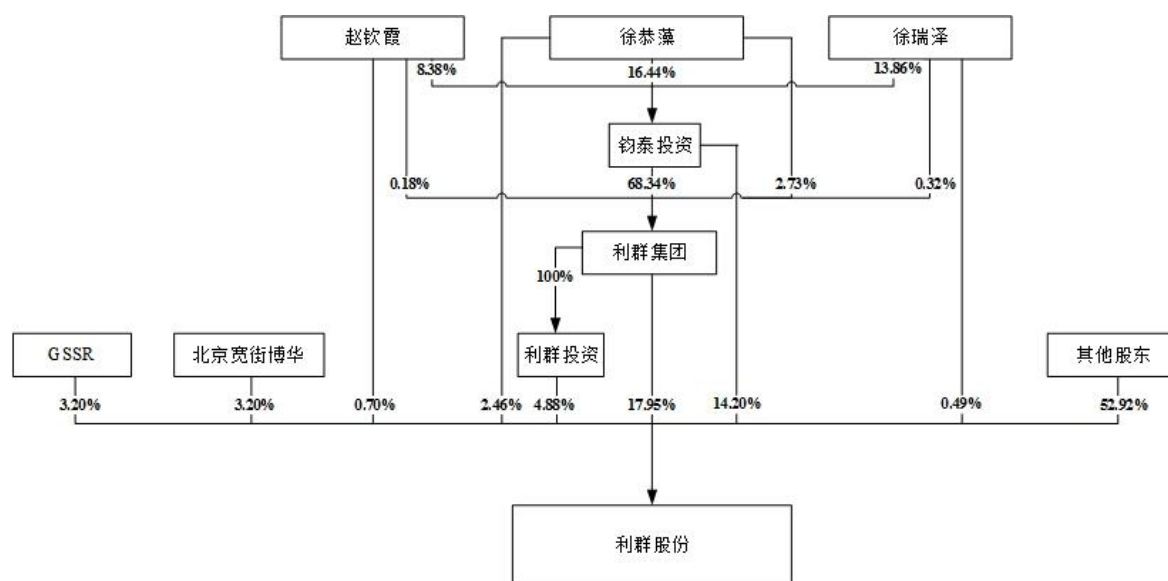 赵钦霞
徐恭藻
徐瑞泽
8.38%
16.44%
13.86%
钧泰投资
0.18%
68.34%
2.73%
0.32%
利群集团
100%
GSSR
北京宽街博华
利群投资
其他股东
3.20%
3.20%
0.70%
2.46%
4.88%
17.95%
14.20%
0.49%
52.92%
利群股份